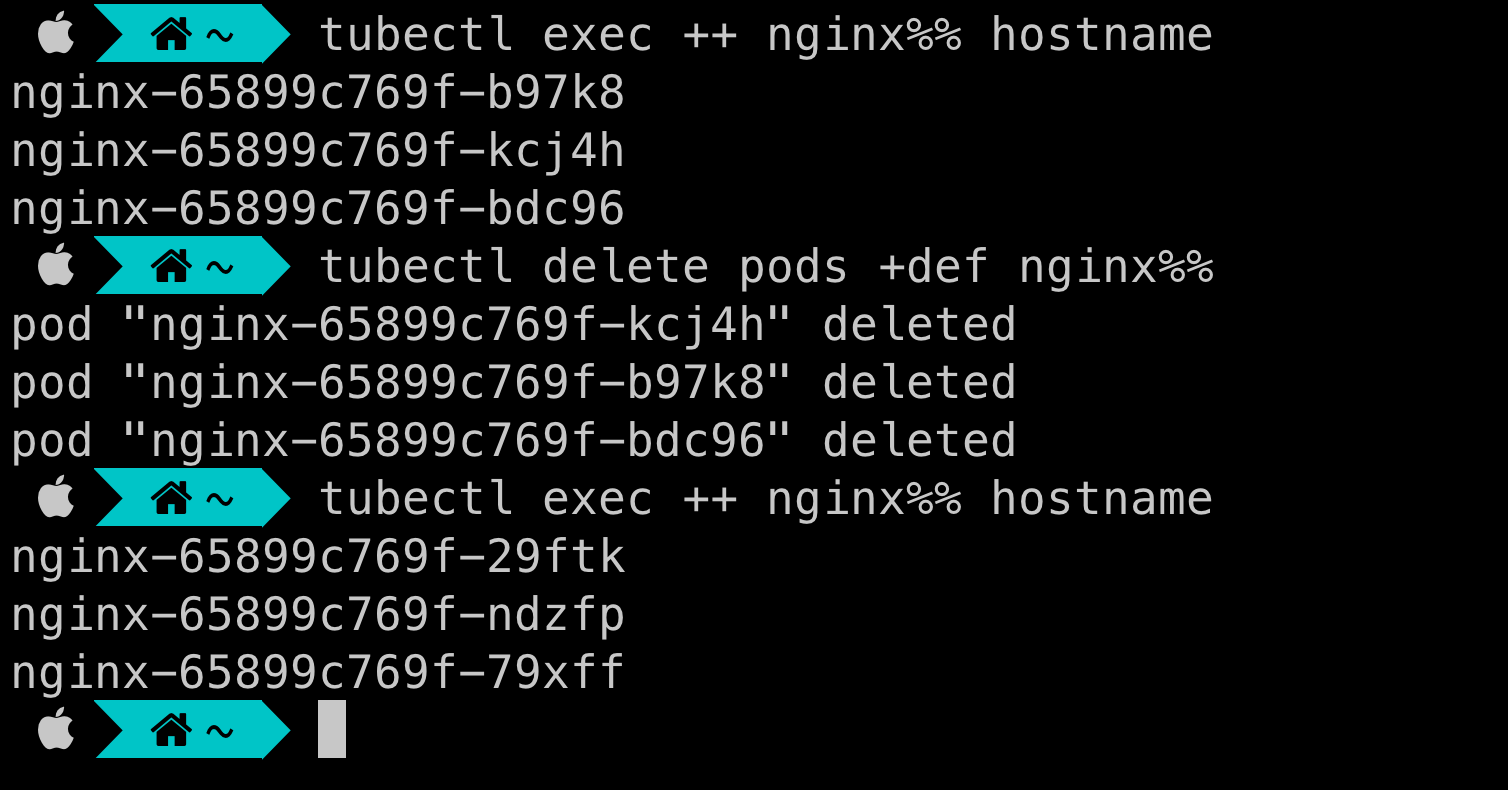 ~ tubectl exec ++ nginx%% hostname
nginx-65899c769f-b97k8
nginx-65899c769f-kcj4h
nginx-65899c769f-bdc96
~ tubectl delete pods +def nginx%%
pod "nginx-65899c769f-kcj4h" deleted
pod "nginx-65899c769f-b97k8" deleted
pod "nginx-65899c769f-bdc96" deleted
~ tubectl exec ++ nginx%% hostname
nginx-65899c769f-29ftk
nginx-65899c769f-ndzfp
nginx-65899c769f-79xff
~